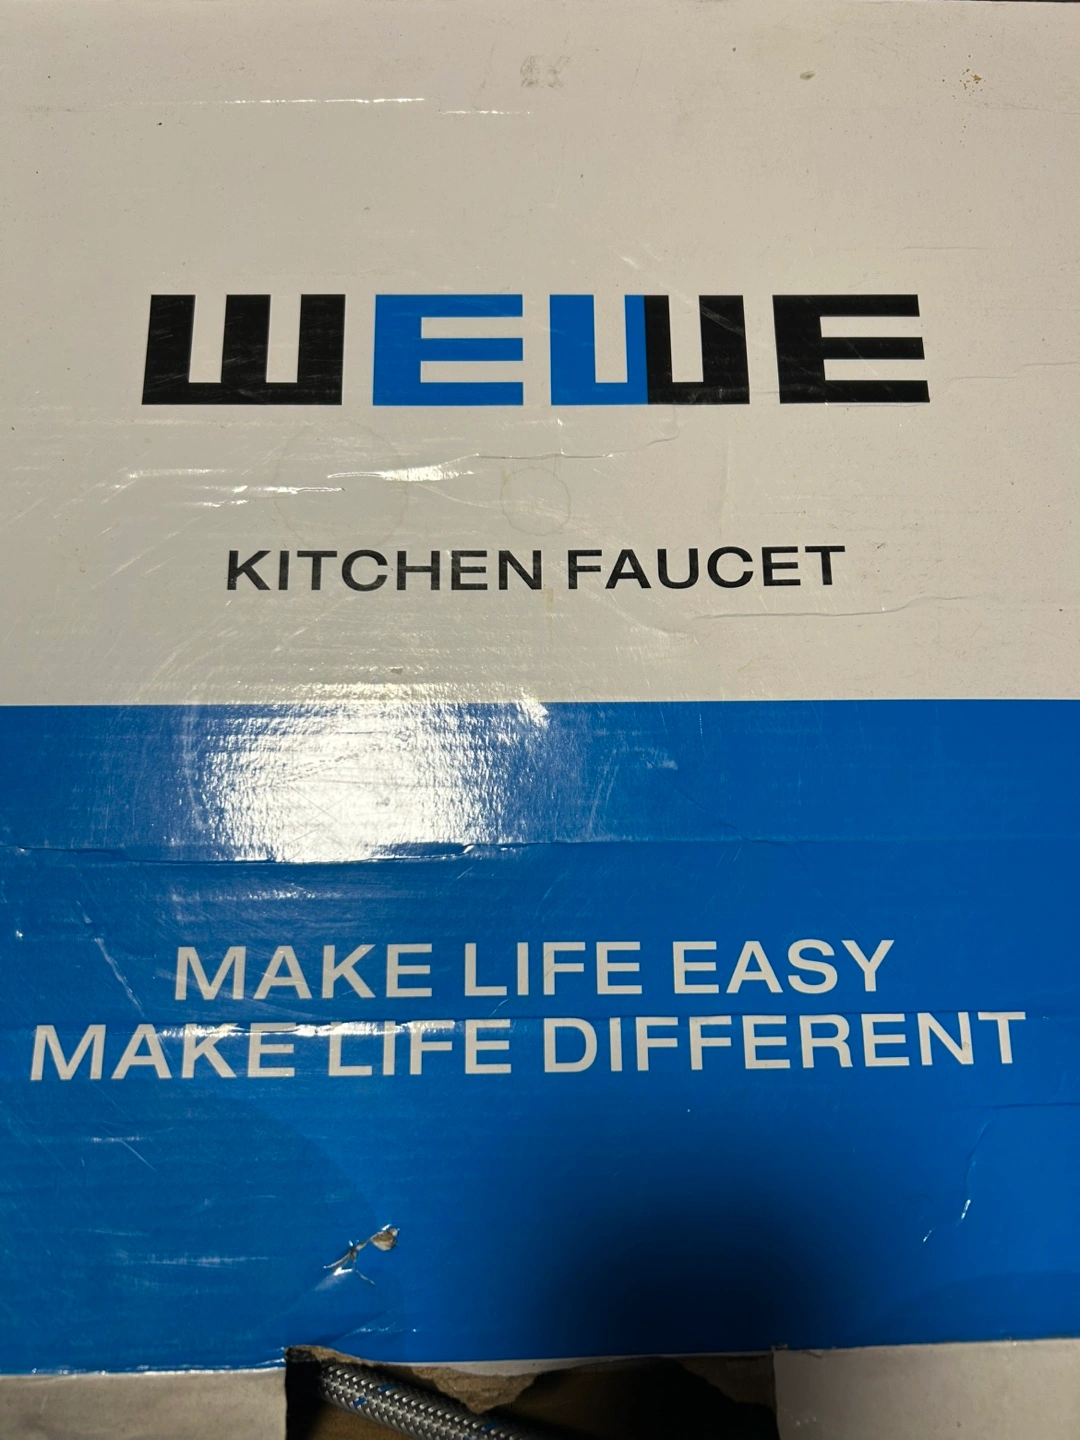 WEWE
KITCHEN FAUCET
MAKE LIFE EASY
MAKE LIFE DIFFERENT